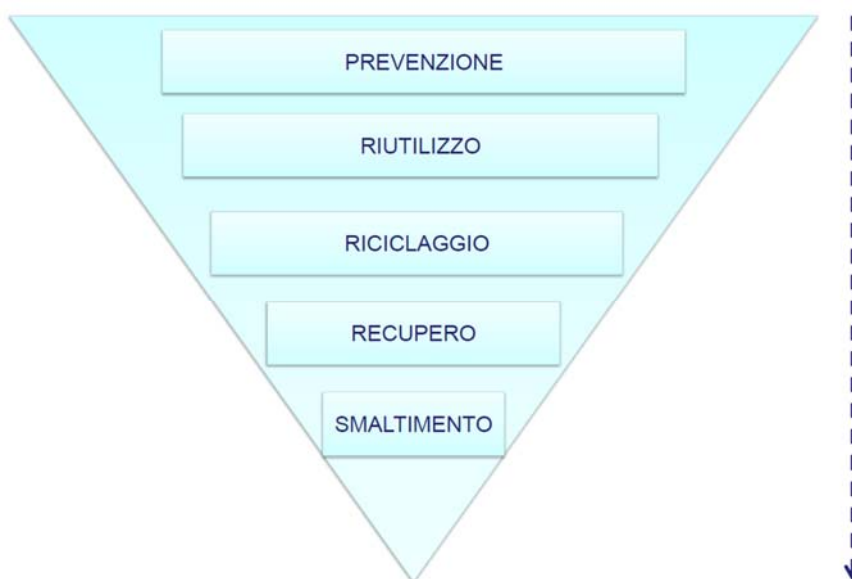 PREVENZIONE
RIUTILIZZO
RICICLAGGIO
RECUPERO
SMALTIMENTO